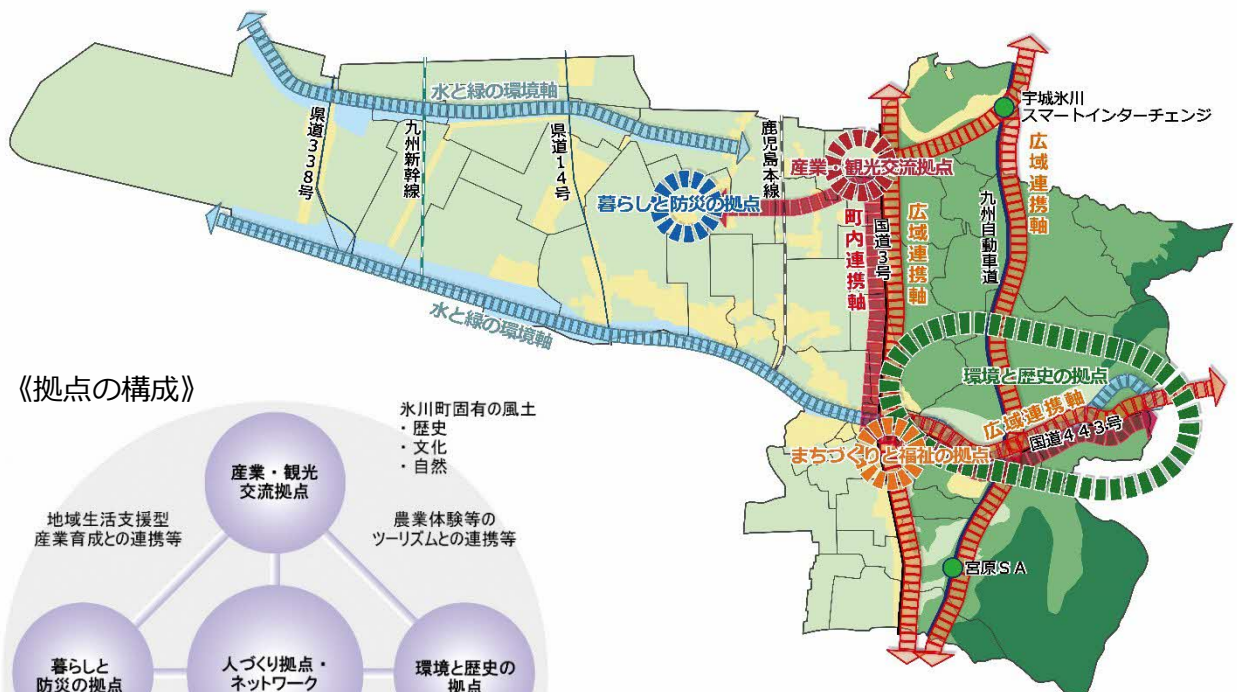 水と緑の環境軸
県道338号
九州新幹線
県道14号
鹿児島本線
宇城氷川
スマートインターチェンジ
産業・観光交流拠点
広域連携軸
暮らしと防災の拠点
町内連携軸
国道3号
広域連携軸
九州自動車道
水と緑の環境軸
環境と歴史の拠点
広域連携軸
国道443号
まちづくりと福祉の拠点
宮原SA
《拠点の構成》
氷川町固有の風土
・歴史
・文化
・自然
産業・観光
交流拠点
地域生活支援型
産業育成との連携等
農業体験等の
ツーリズムとの連携等
暮らしと
防災の拠点
人づくり拠点・
ネットワーク
環境と歴史の
拠点